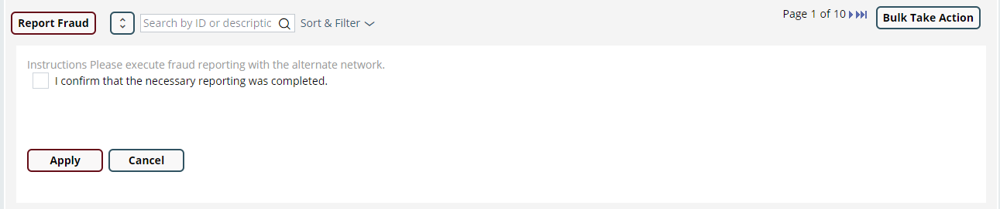 Report Fraud
Search by ID or descriptic
Sort & Filter
Page 1 of 10
Bulk Take Action
Instructions Please execute fraud reporting with the alternate network.
I confirm that the necessary reporting was completed.
Apply
Cancel